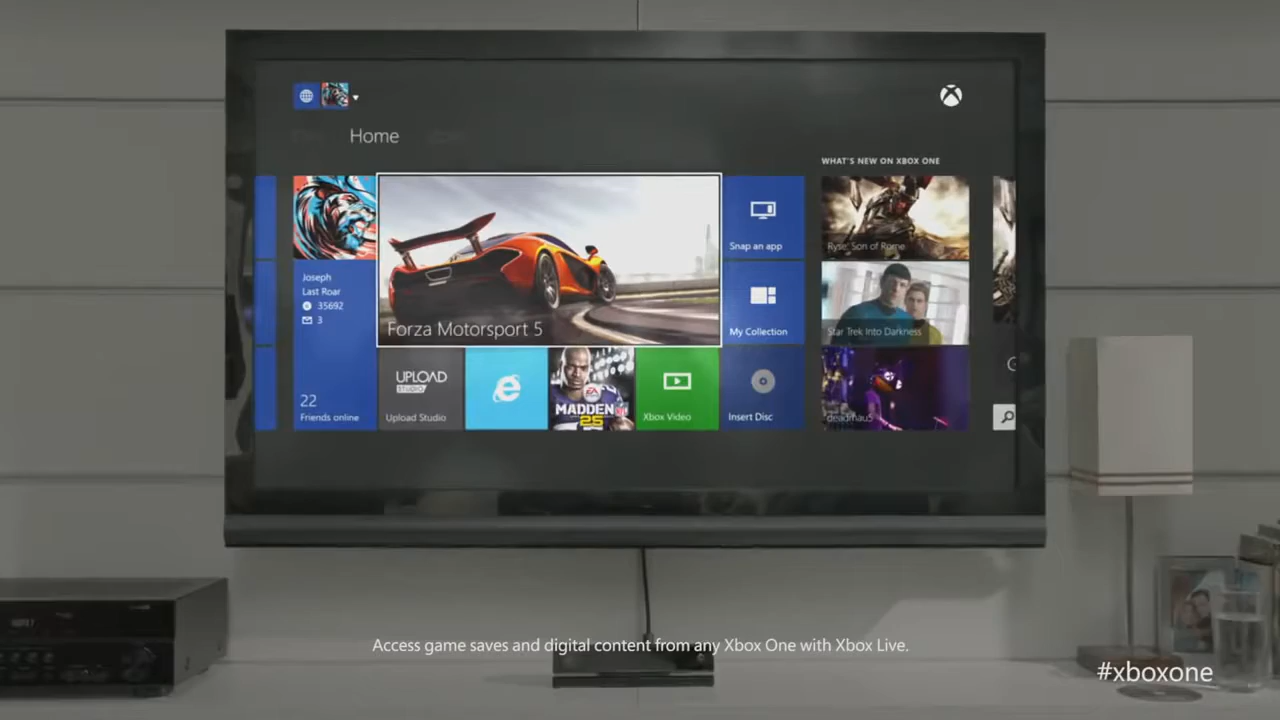 Home
WHAT'S NEW ON XBOX ONE
Joseph
Last Roar
35692
3
22
Friends online
Forza Motorsport 5
UPLOAD
STUDIO
Upload Studio
EA
MADDEN
25
Xbox Video
Snap an app
My Collection
Insert Disc
Ryse: Son of Rome
Star Trek Into Darkness
deadmau5
Access game saves and digital content from any Xbox One with Xbox Live.
#xboxone